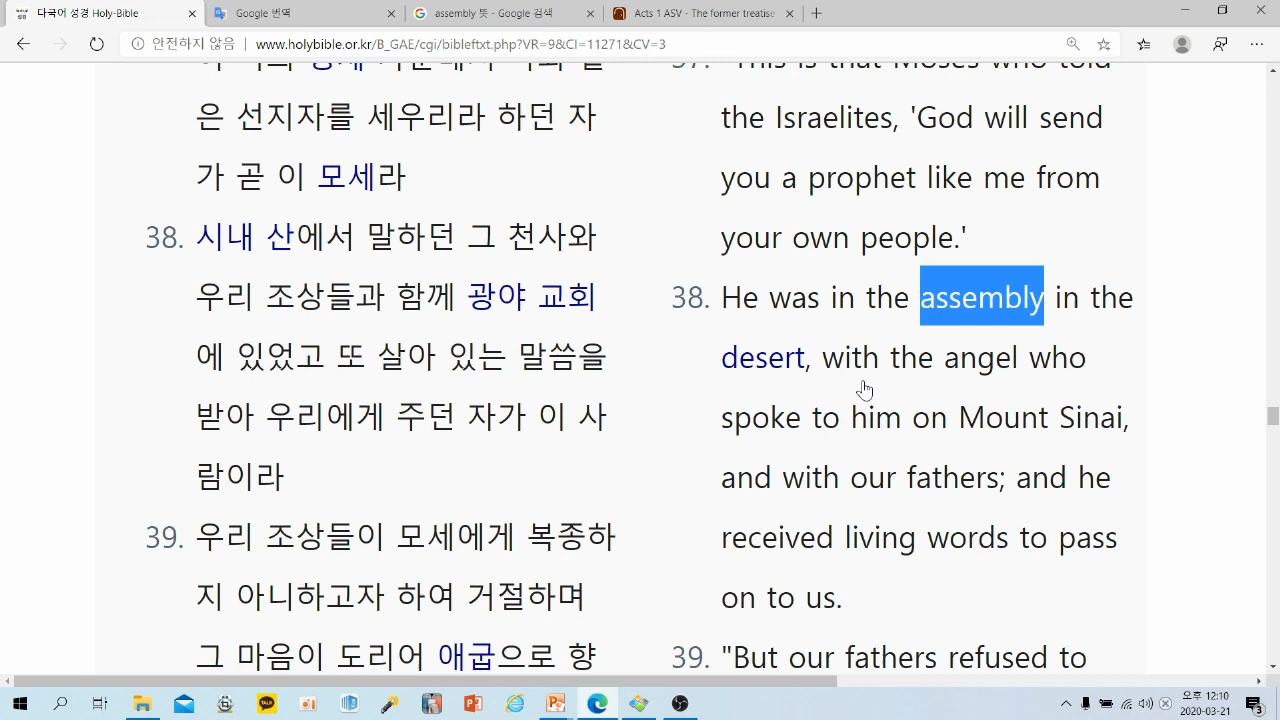 다국어 성경 Holy-Bible
Google 번역
assembly 뜻 - Google 검색
Acts 1 ASV - The former treatise
안전하지 않음
www.holybible.or.kr/B_GAE/cgi/bibleftxt.php?VR=9&CI=11271&CV=3
은 선지자를 세우리라 하던 자
가 곧 이 모세라
38. 시내 산에서 말하던 그 천사와
우리 조상들과 함께 광야 교회
에 있었고 또 살아 있는 말씀을
받아 우리에게 주던 자가 이 사
람이라
39. 우리 조상들이 모세에게 복종하
지 아니하고자 하여 거절하며
그 마음이 도리어 애굽으로 향
37. "This is that Moses who told
the Israelites, 'God will send
you a prophet like me from
your own people.'
38. He was in the assembly in the
desert, with the angel who
spoke to him on Mount Sinai,
and with our fathers; and he
received living words to pass
on to us.
39. "But our fathers refused to
오후 12:10
2020-03-21